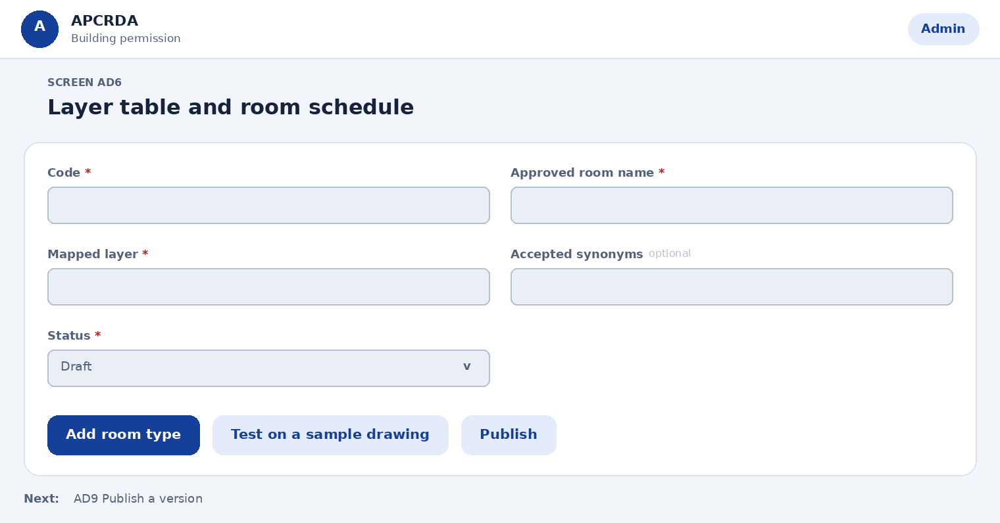 A
APCRDA
Building permission
Admin
SCREEN AD6
Layer table and room schedule
Code *
Approved room name *
Mapped layer *
Accepted synonyms optional
Status *
Draft v
Add room type
Test on a sample drawing
Publish
Next: AD9 Publish a version